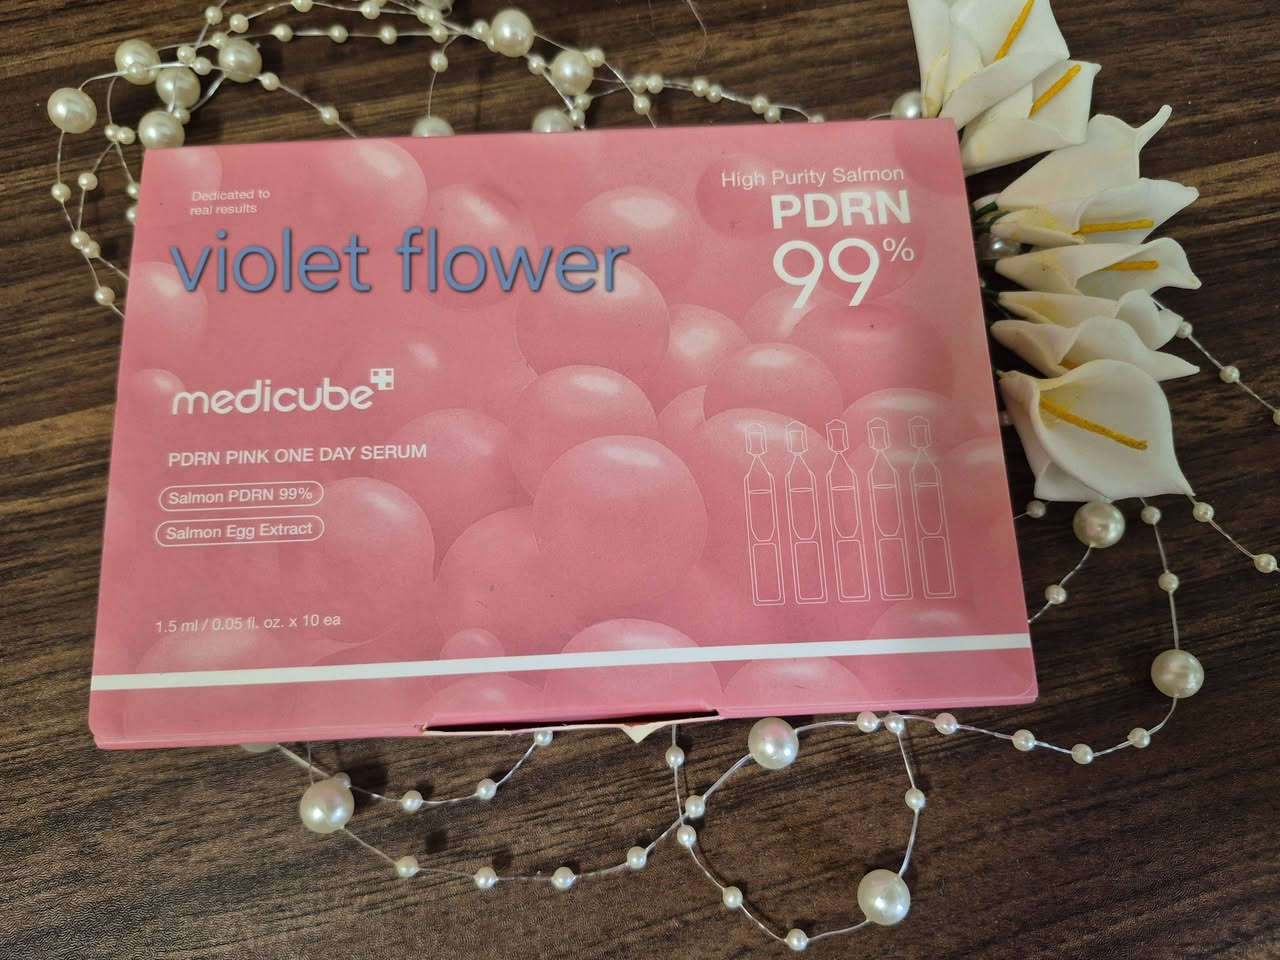 Dedicated to
real results
violet flower
High Purity Salmon
PDRN
99%
medicube
PDRN PINK ONE DAY SERUM
Salmon PDRN 99%
Salmon Egg Extract
1.5 ml / 0.05 fl. oz. x 10 ea